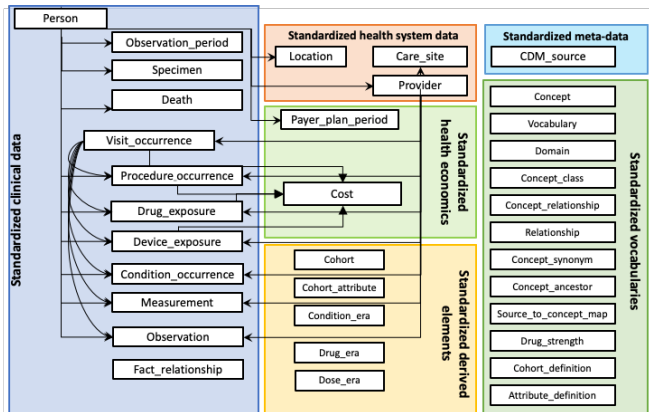 Person
Standardized clinical data
Observation_period
Specimen
Death
Visit_occurrence
Procedure_occurrence
Drug_exposure
Device_exposure
Condition_occurrence
Measurement
Observation
Fact_relationship
Standardized health system data
Location
Care_site
Provider
Payer_plan_period
Cost
Standardized
health economics
Cohort
Cohort_attribute
Condition_era
Drug_era
Dose_era
Standardized derived
elements
Standardized meta-data
CDM_source
Concept
Vocabulary
Domain
Concept_class
Concept_relationship
Relationship
Concept_synonym
Concept_ancestor
Source_to_concept_map
Drug_strength
Cohort_definition
Attribute_definition
Standardized vocabularies